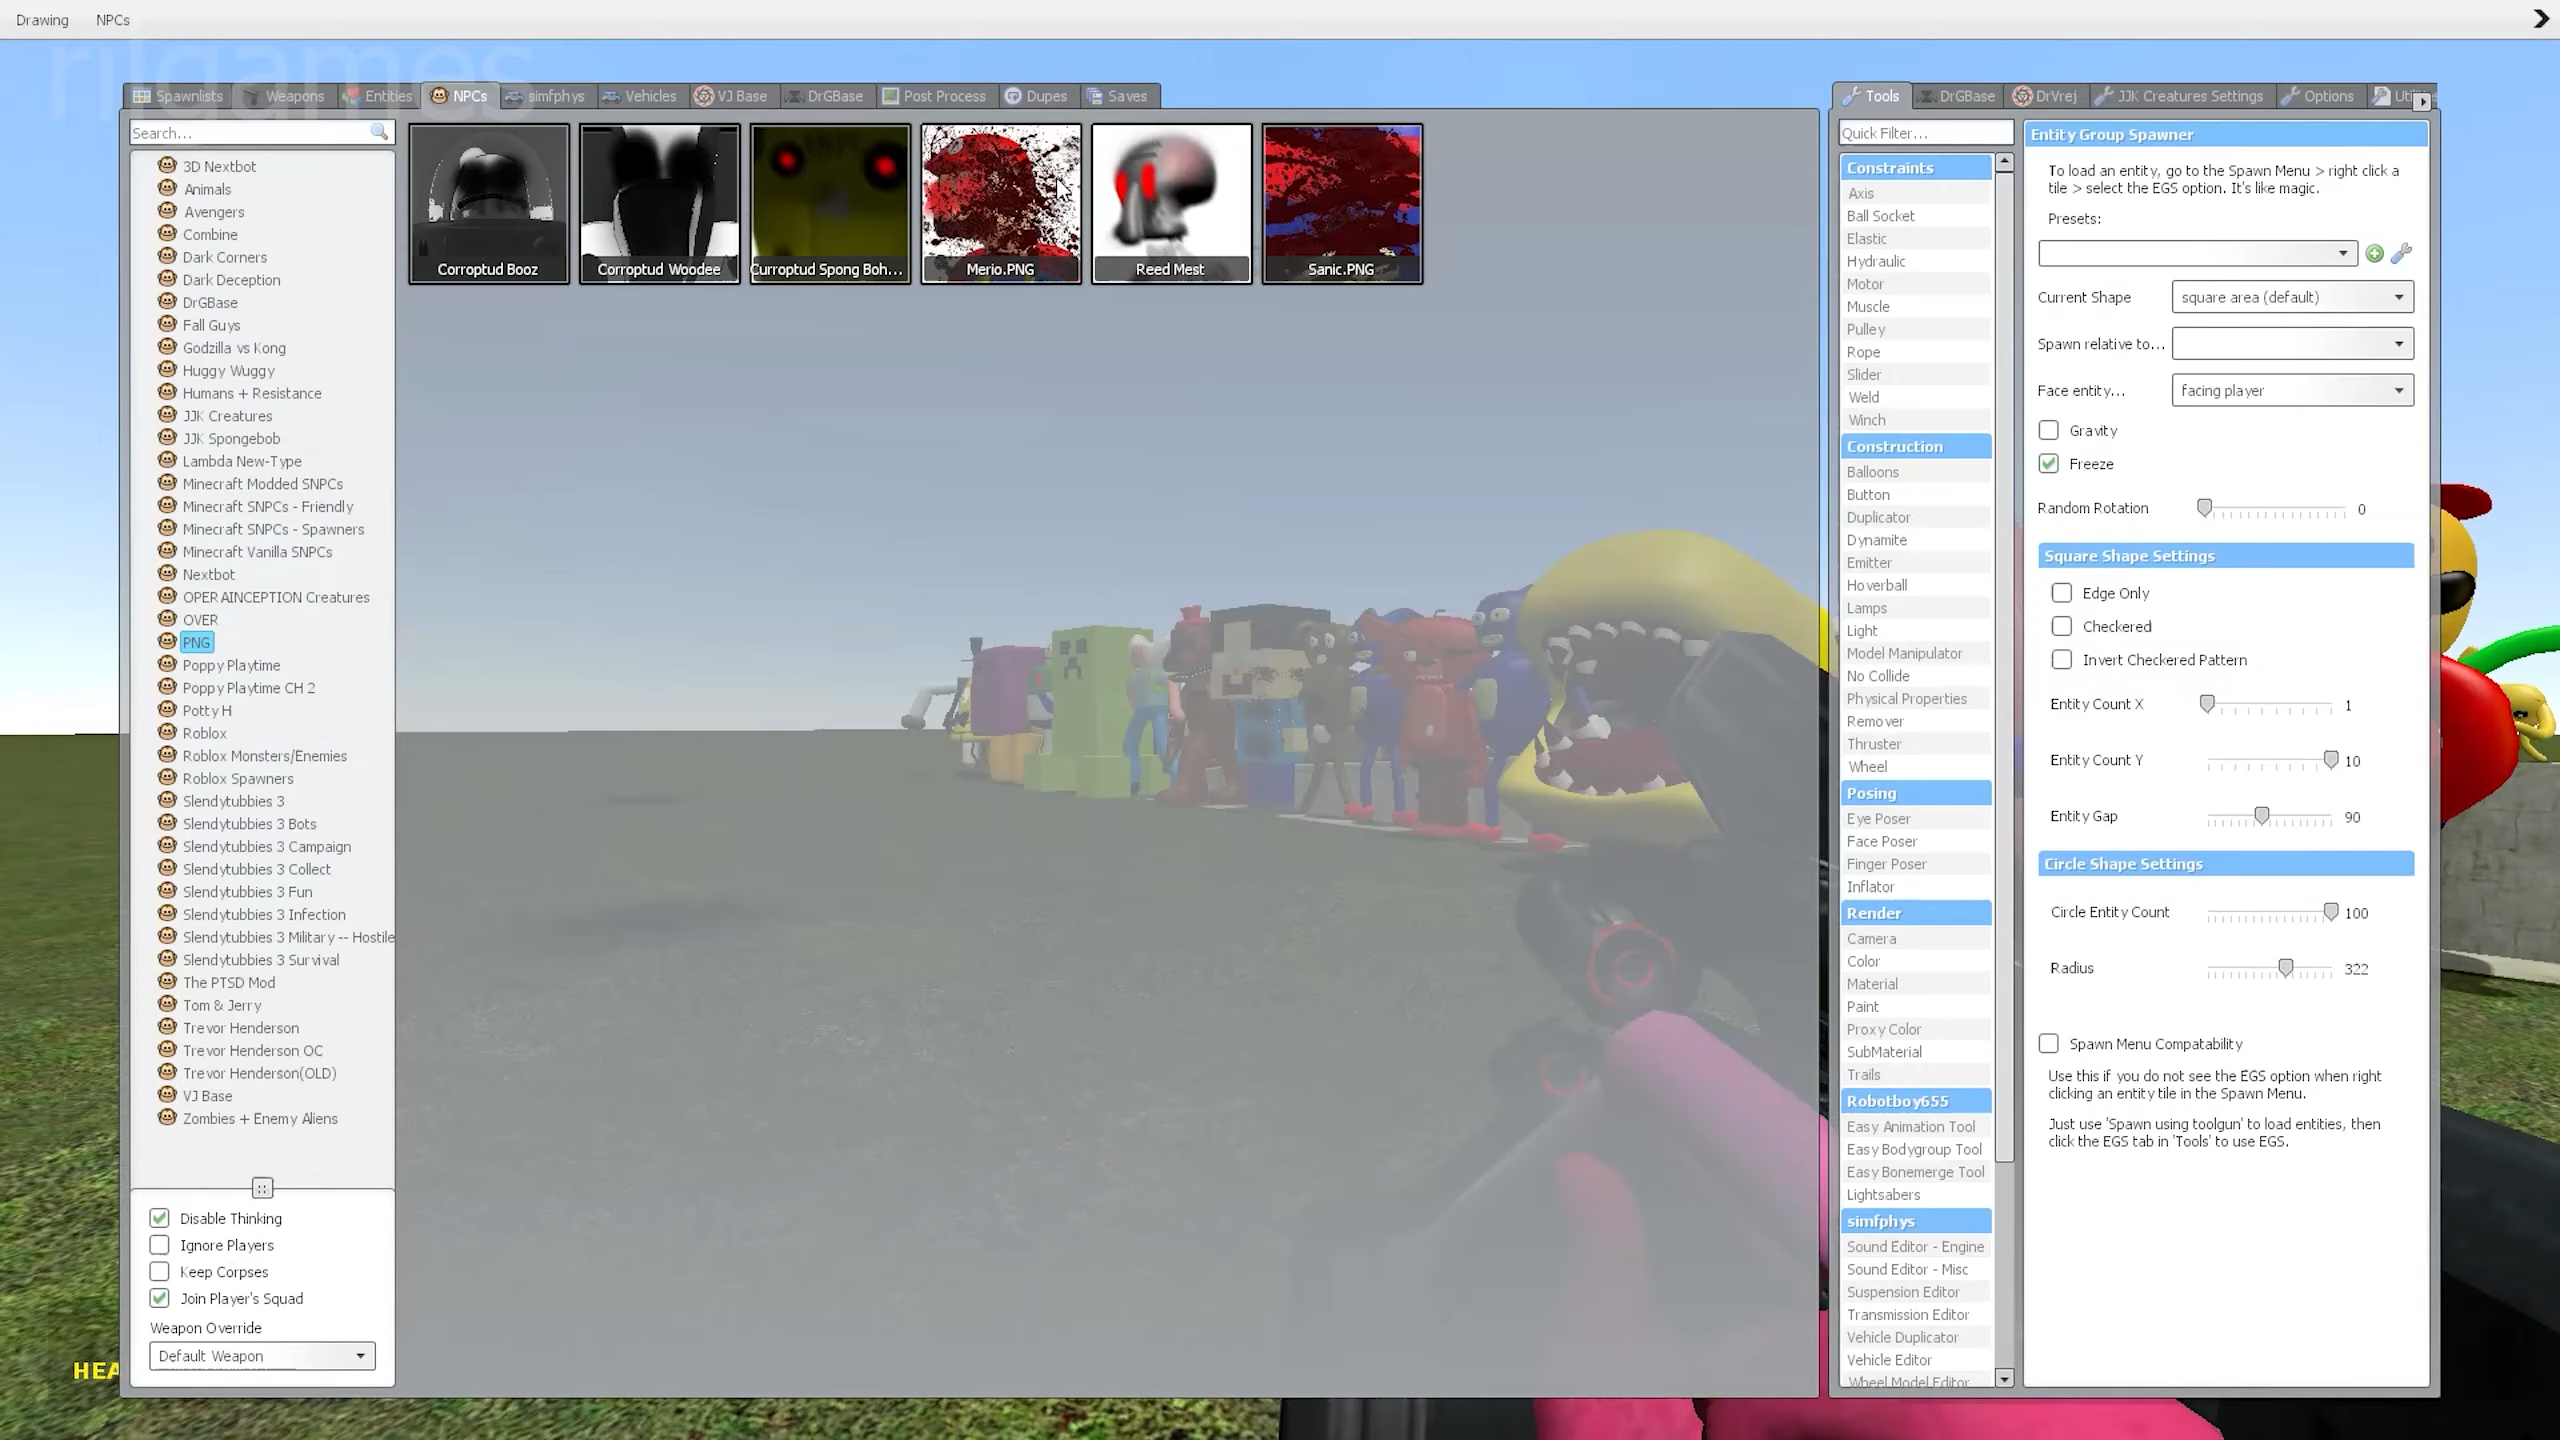 Drawing NPCs
rilgames
Spawnlists Weapons Entities NPCs simfphys Vehicles VJ Base DrGBase Post Process Dupes Saves
Search...
3D Nextbot
Animals
Avengers
Combine
Dark Corners
Dark Deception
DrGBase
Fall Guys
Godzilla vs Kong
Huggy Wuggy
Humans + Resistance
JJK Creatures
JJK Spongebob
Lambda New-Type
Minecraft Modded SNPCs
Minecraft SNPCs - Friendly
Minecraft SNPCs - Spawners
Minecraft Vanilla SNPCs
Nextbot
OPERAINCEPTION Creatures
OVER
PNG
Poppy Playtime
Poppy Playtime CH 2
Potty H
Roblox
Roblox Monsters/Enemies
Roblox Spawners
Slendytubbies 3
Slendytubbies 3 Bots
Slendytubbies 3 Campaign
Slendytubbies 3 Collect
Slendytubbies 3 Fun
Slendytubbies 3 Infection
Slendytubbies 3 Military -- Hostile
Slendytubbies 3 Survival
The PTSD Mod
Tom & Jerry
Trevor Henderson
Trevor Henderson OC
Trevor Henderson(OLD)
VJ Base
Zombies + Enemy Aliens
Disable Thinking
Ignore Players
Keep Corpses
Join Player's Squad
Weapon Override
Default Weapon
HEA
Corroptud Booz
Corroptud Woodee
Curroptud Spong Boh...
Merio.PNG
Reed Mest
Sanic.PNG
Tools DrGBase DrVrej JJK Creatures Settings Options
Quick Filter...
Constraints
Axis
Ball Socket
Elastic
Hydraulic
Motor
Muscle
Pulley
Rope
Slider
Weld
Winch
Construction
Balloons
Button
Duplicator
Dynamite
Emitter
Hoverball
Lamps
Light
Model Manipulator
No Collide
Physical Properties
Remover
Thruster
Wheel
Posing
Eye Poser
Face Poser
Finger Poser
Inflator
Render
Camera
Color
Material
Paint
Proxy Color
SubMaterial
Trails
Robotboy655
Easy Animation Tool
Easy Bodygroup Tool
Easy Bonemerge Tool
Lightsabers
simfphys
Sound Editor - Engine
Sound Editor - Misc
Suspension Editor
Transmission Editor
Vehicle Duplicator
Vehicle Editor
Wheel Model Editor
Entity Group Spawner
To load an entity, go to the Spawn Menu > right click a
tile > select the EGS option. It's like magic.
Presets:
Current Shape square area (default)
Spawn relative to...
Face entity... facing player
Gravity
Freeze
Random Rotation 0
Square Shape Settings
Edge Only
Checkered
Invert Checkered Pattern
Entity Count X 1
Entity Count Y 10
Entity Gap 90
Circle Shape Settings
Circle Entity Count 100
Radius 322
Spawn Menu Compatability
Use this if you do not see the EGS option when right
clicking an entity tile in the Spawn Menu.
Just use 'Spawn using toolgun' to load entities, then
click the EGS tab in 'Tools' to use EGS.